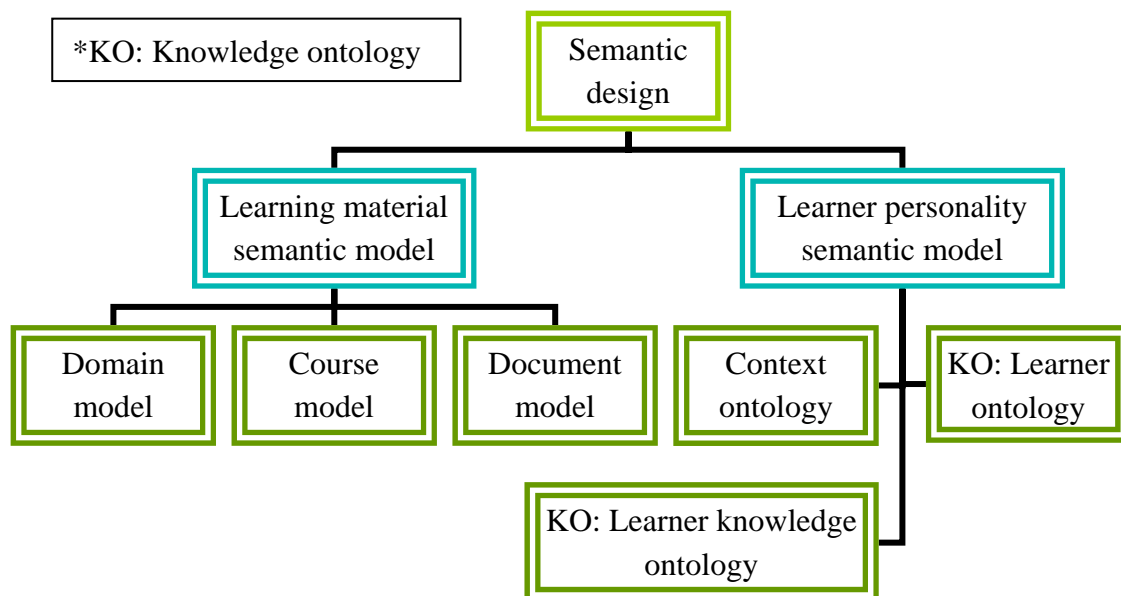 *KO: Knowledge ontology
Semantic
design
Learning material
semantic model
Learner personality
semantic model
Domain
model
Course
model
Document
model
Context
ontology
KO: Learner
ontology
KO: Learner knowledge
ontology